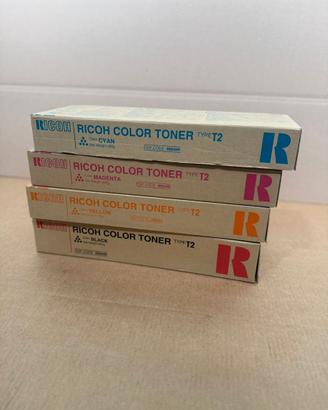 RICOH RICOH COLOR TONER TYPE T2
CYAN
R
RICOH RICOH COLOR TONER TYPE T2
MAGENTA
R
RICOH RICOH COLOR TONER TYPE T2
YELLOW
R
RICOH RICOH COLOR TONER TYPE T2
BLACK
R